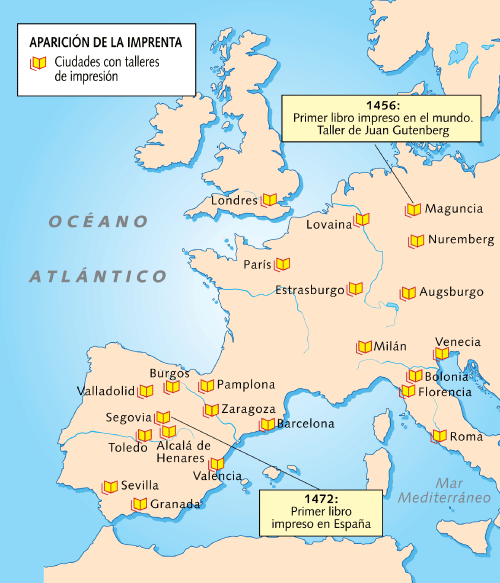 APARICIÓN DE LA IMPRENTA
Ciudades con talleres
de impresión
1456:
Primer libro impreso en el mundo.
Taller de Juan Gutenberg
Londres
Maguncia
Lovaina
OCÉANO
Nuremberg
París
ATLÁNTICO
Estrasburgo
Augsburgo
Milán
Venecia
Burgos
Bolonia
Valladolid
Pamplona
Florencia
Segovia
Zaragoza
Barcelona
Toledo
Alcalá de
Henares
Roma
Valencia
Sevilla
Mar
Mediterráneo
Granada
1472:
Primer libro
impreso en España